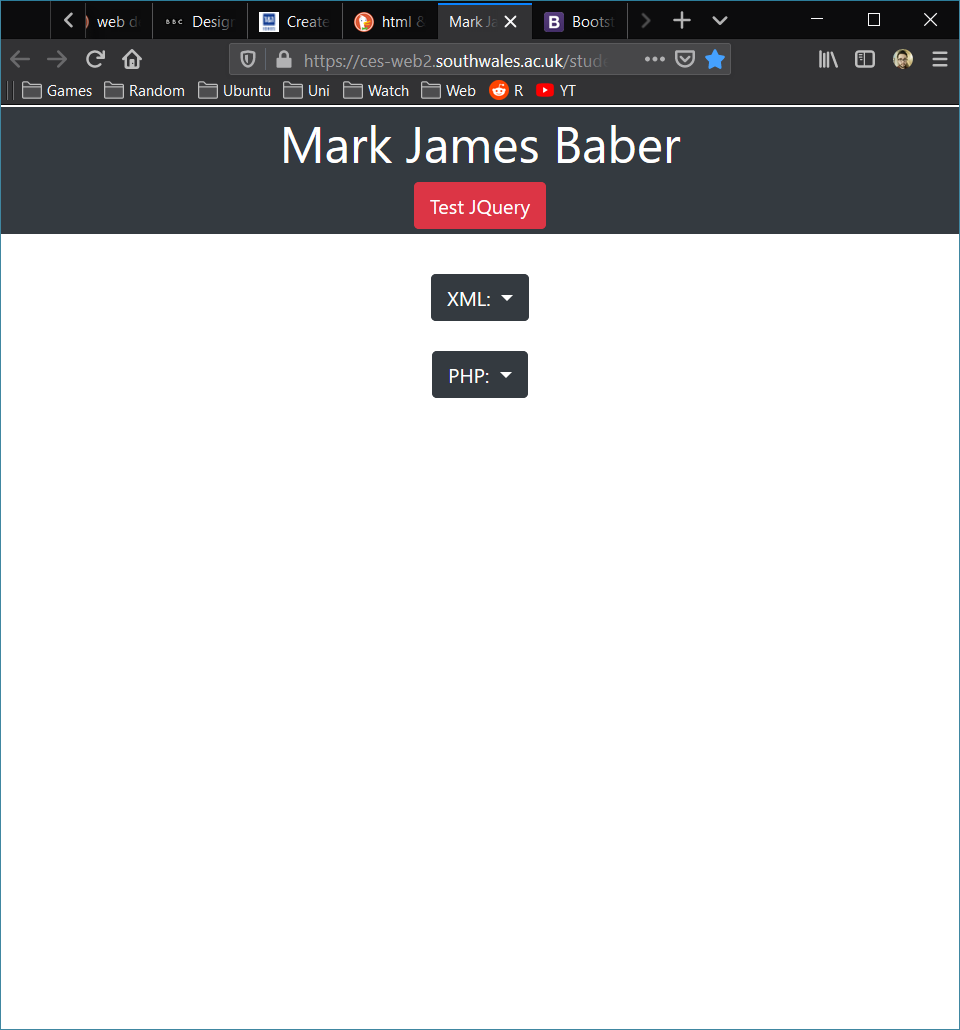 web d Design Create html & Mark Ja Bootst
https://ces-web2.southwales.ac.uk/stude
Games Random Ubuntu Uni Watch Web R YT
Mark James Baber
Test JQuery
XML:
PHP: